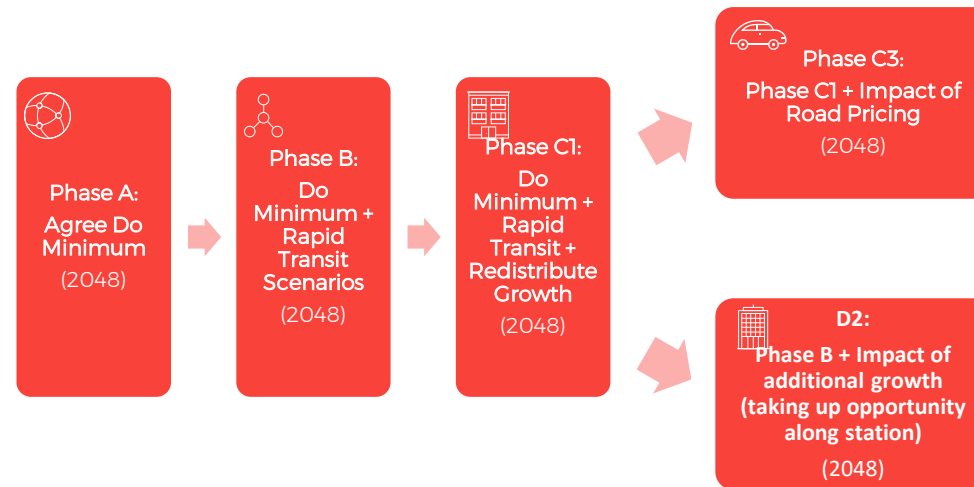 Phase A:
Agree Do
Minimum
(2048)
Phase B:
Do
Minimum +
Rapid
Transit
Scenarios
(2048)
Phase C1:
Do
Minimum +
Rapid
Transit +
Redistribute
Growth
(2048)
Phase C3:
Phase C1 + Impact of
Road Pricing
(2048)
D2:
Phase B + Impact of
additional growth
(taking up opportunity
along station)
(2048)